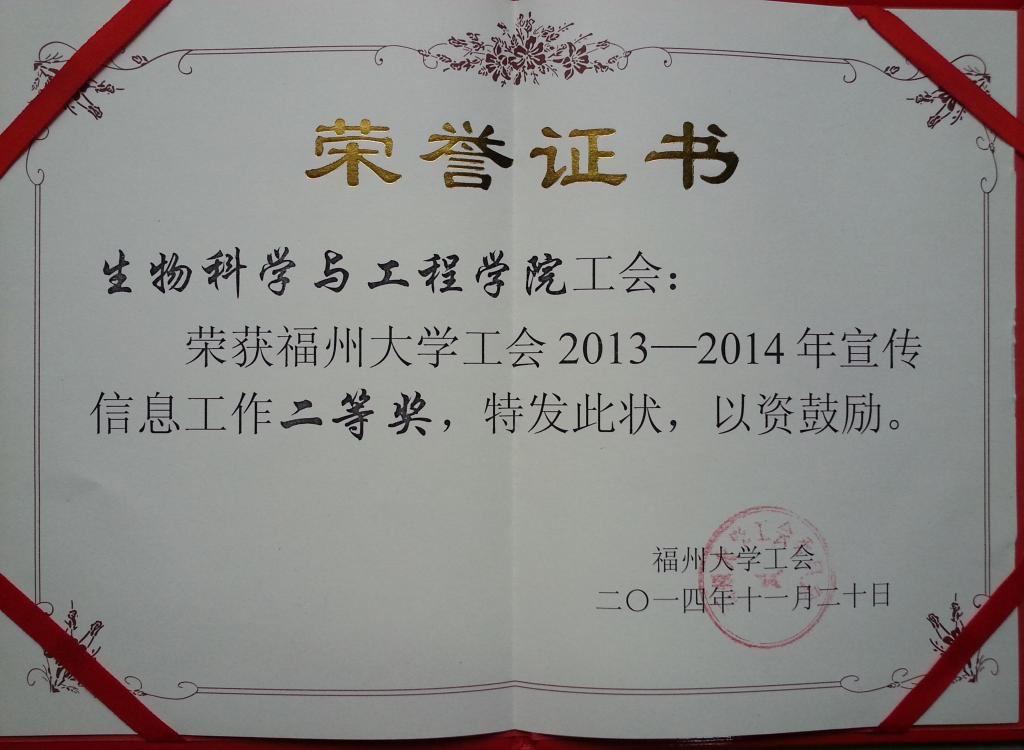 荣誉证书
生物科学与工程学院工会：
荣获福州大学工会2013—2014年宣传
信息工作二等奖，特发此状，以资鼓励。
福州大学工会
二〇一四年十一月二十日